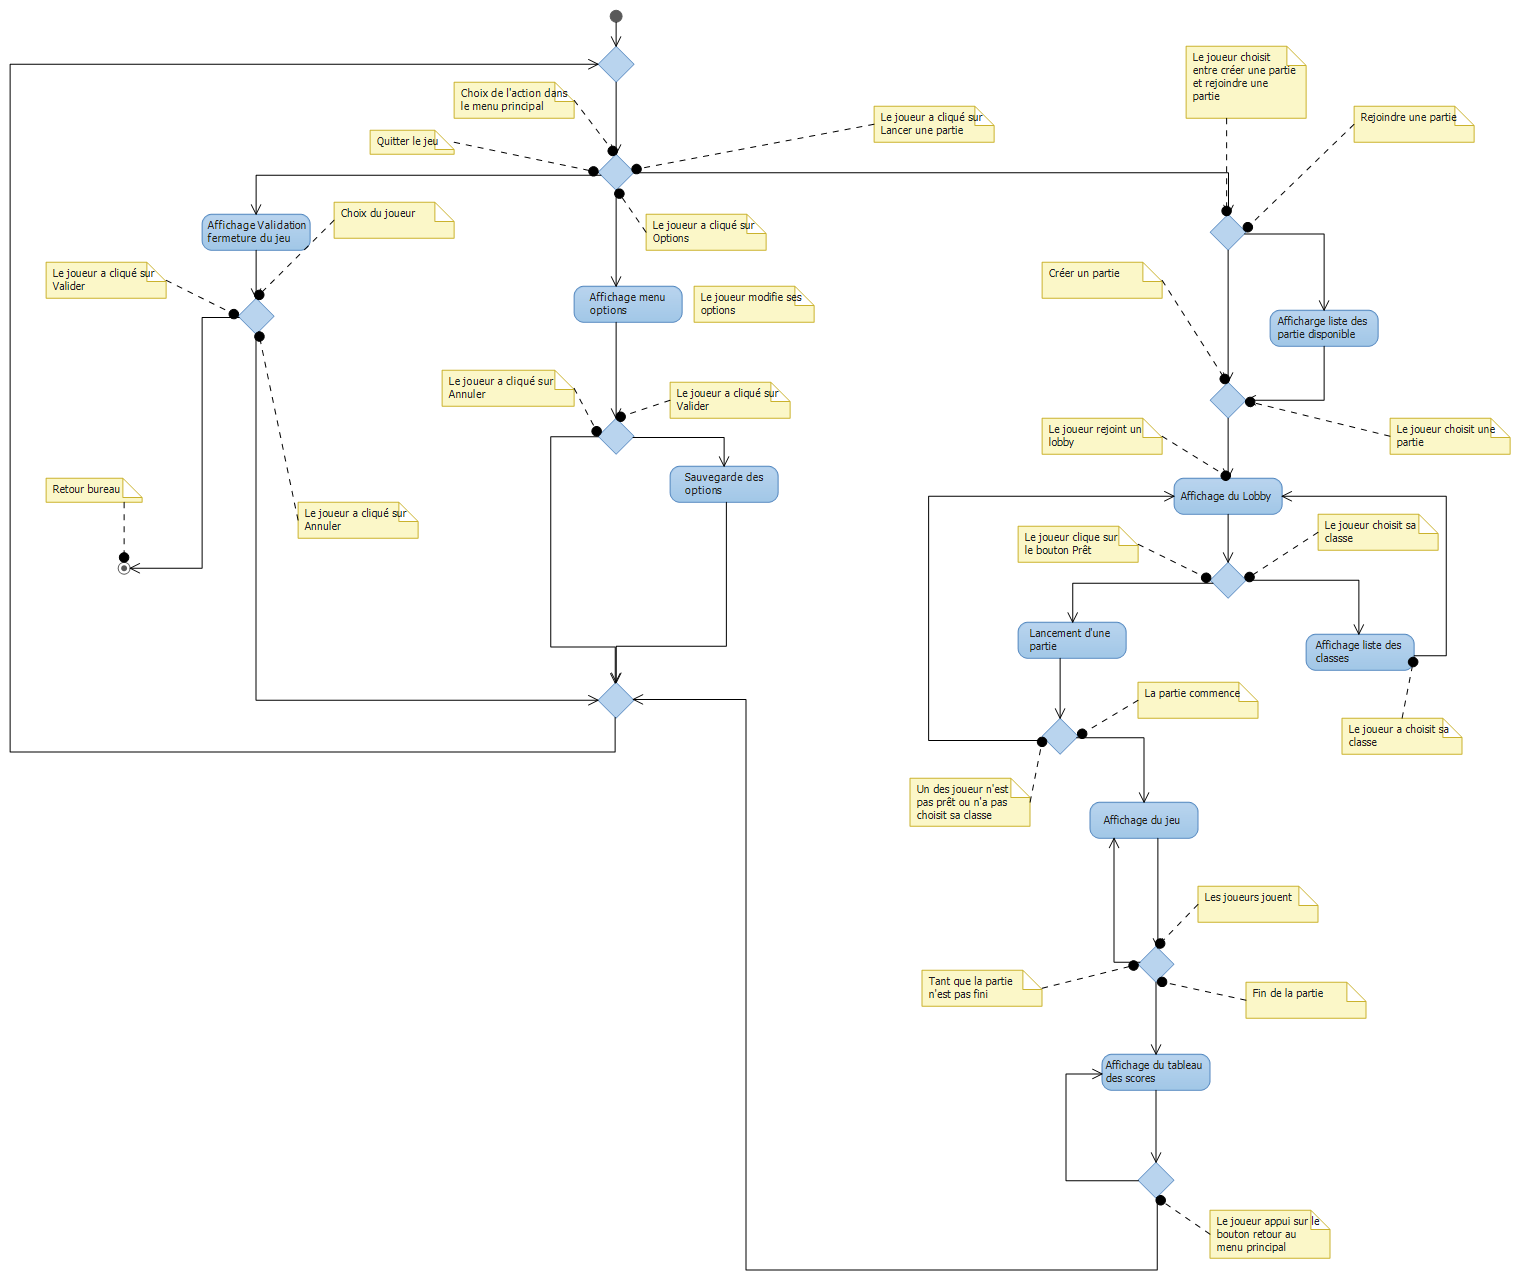 Le joueur choisit
entre créer une partie
et rejoindre une
partie
Choix de l'action dans
le menu principal
Le joueur a cliqué sur
Lancer une partie
Rejoindre une partie
Quitter le jeu
Choix du joueur
Affichage Validation
fermeture du jeu
Le joueur a cliqué sur
Options
Le joueur a cliqué sur
Valider
Créer un partie
Affichage menu
options
Le joueur modifie ses
options
Afficharge liste des
partie disponible
Le joueur a cliqué sur
Annuler
Le joueur a cliqué sur
Valider
Le joueur rejoint un
lobby
Le joueur choisit une
partie
Retour bureau
Sauvegarde des
options
Affichage du Lobby
Le joueur a cliqué sur
Annuler
Le joueur clique sur
le bouton Prêt
Le joueur choisit sa
classe
Lancement d'une
partie
Affichage liste des
classes
La partie commence
Le joueur a choisit sa
classe
Un des joueur n'est
pas prêt ou n'a pas
choisit sa classe
Affichage du jeu
Les joueurs jouent
Tant que la partie
n'est pas fini
Fin de la partie
Affichage du tableau
des scores
Le joueur appui sur le
bouton retour au
menu principal